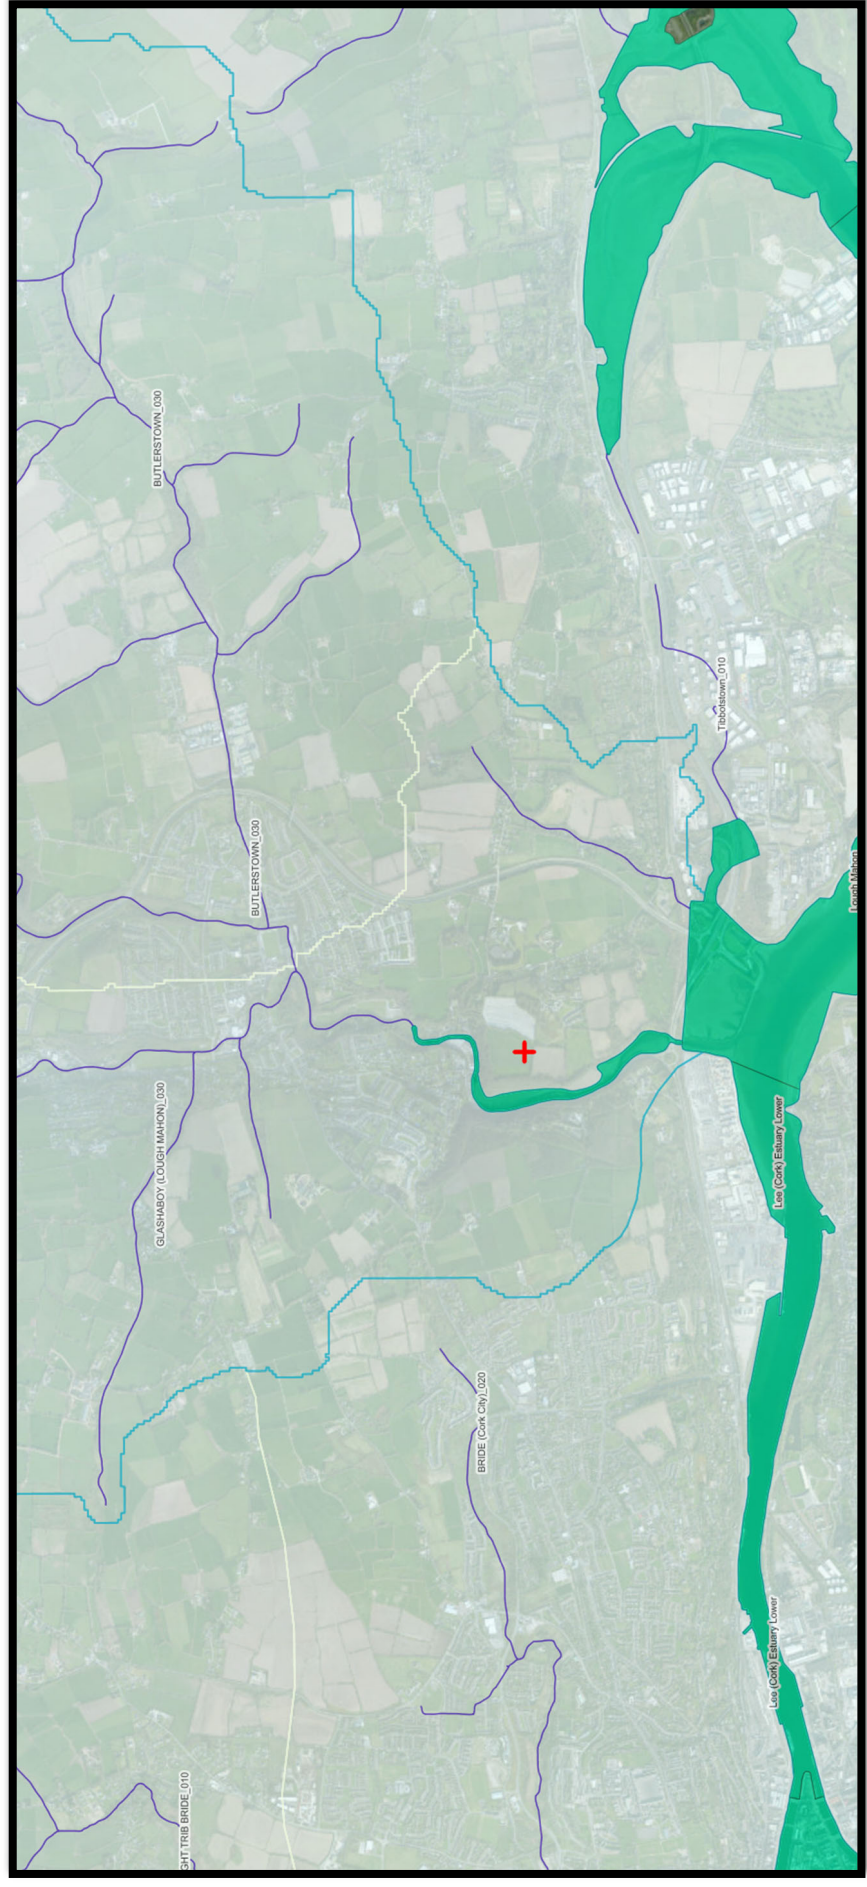 BUTLERSTOWN_030
Tibbotstown_010
BUTLERSTOWN_030
Lough Mahon
GLASHABOY (LOUGH MAHON)_030
Lee (Cork) Estuary Lower
BRIDE (Cork City)_020
Lee (Cork) Estuary Lower
GHT TRIB BRIDE_010